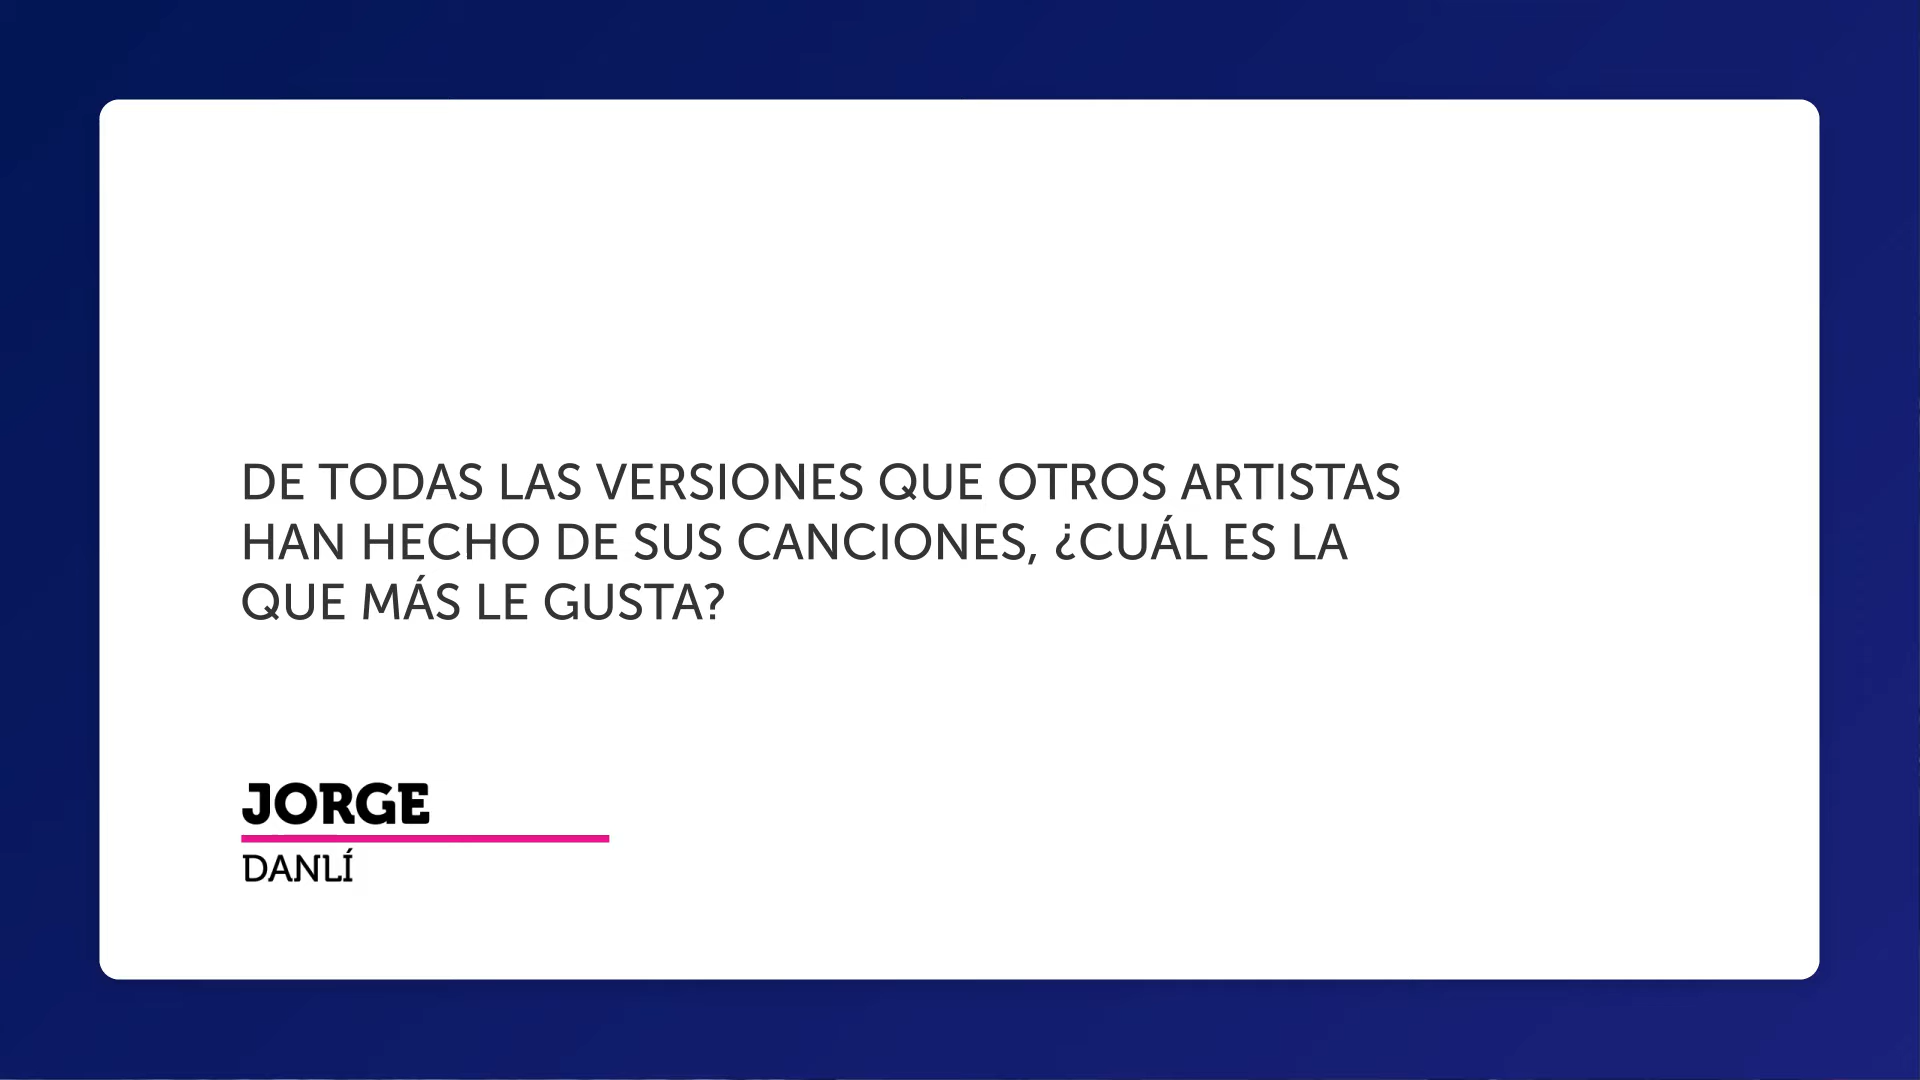 DE TODAS LAS VERSIONES QUE OTROS ARTISTAS
HAN HECHO DE SUS CANCIONES, ¿CUÁL ES LA
QUE MÁS LE GUSTA?
JORGE
DANLÍ